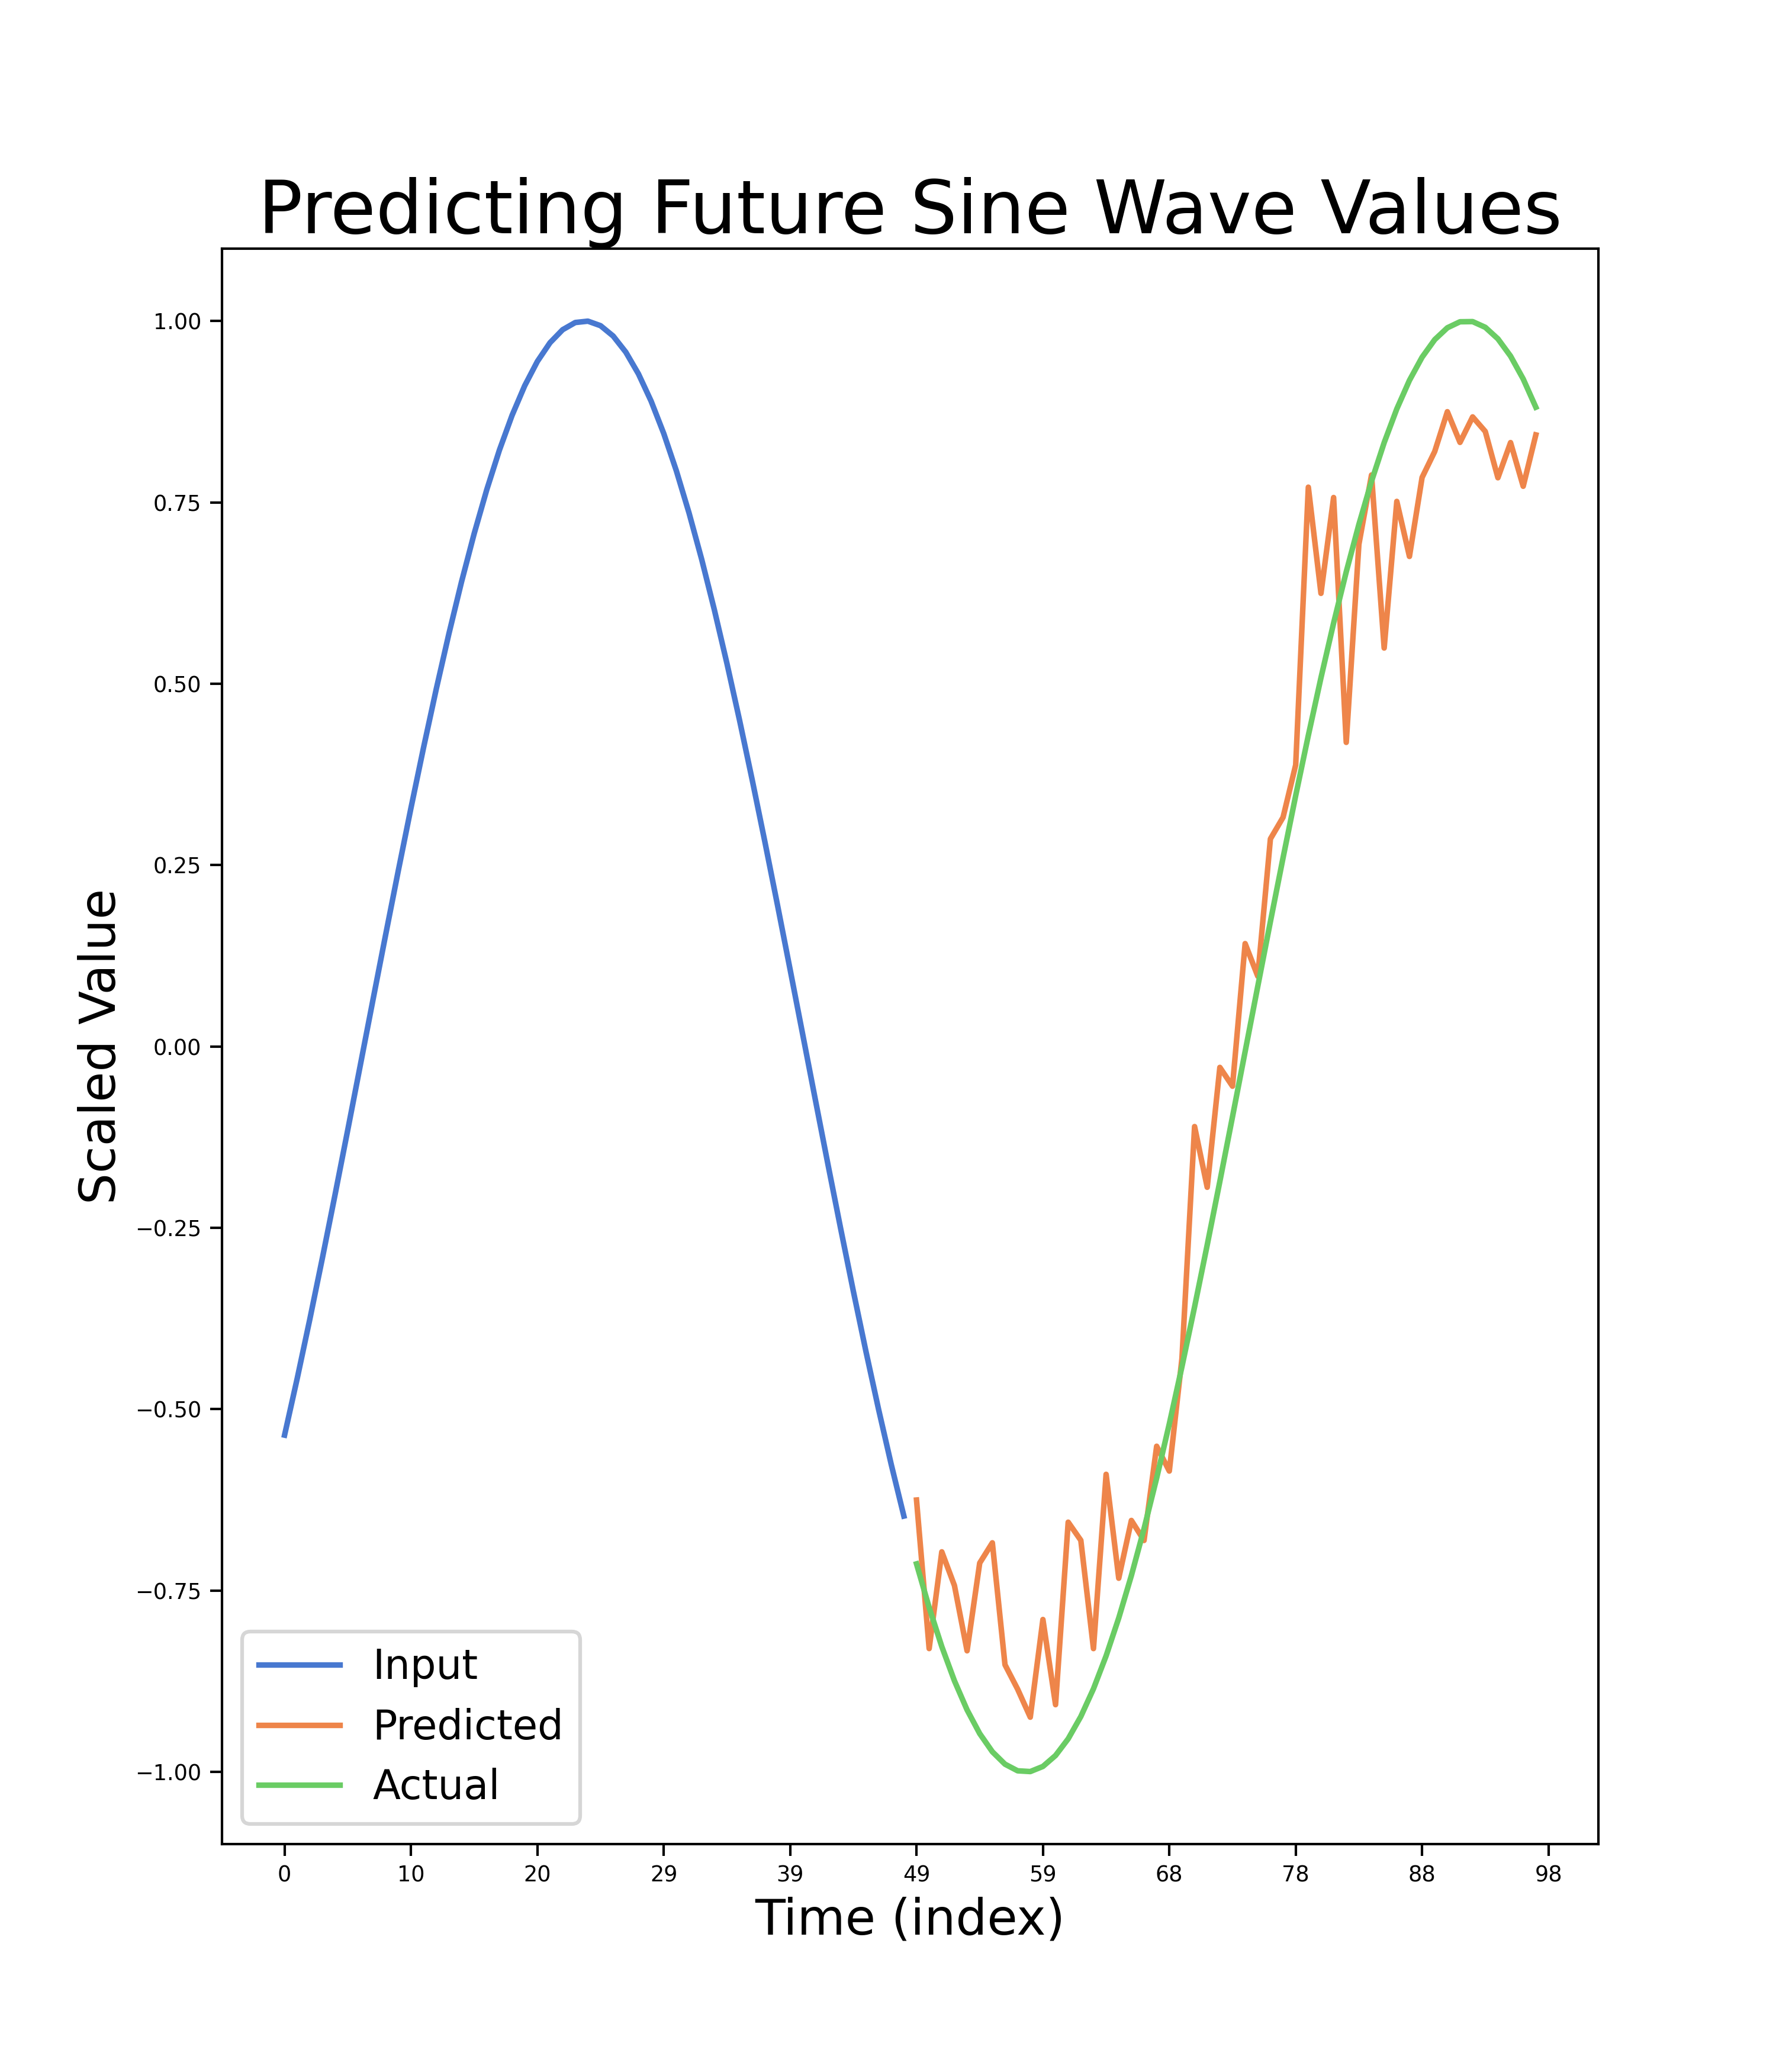 Predicting Future Sine Wave Values
1.00
0.75
0.50
0.25
0.00
−0.25
−0.50
−0.75
−1.00
Scaled Value
Input
Predicted
Actual
0 10 20 29 39 49 59 68 78 88 98
Time (index)